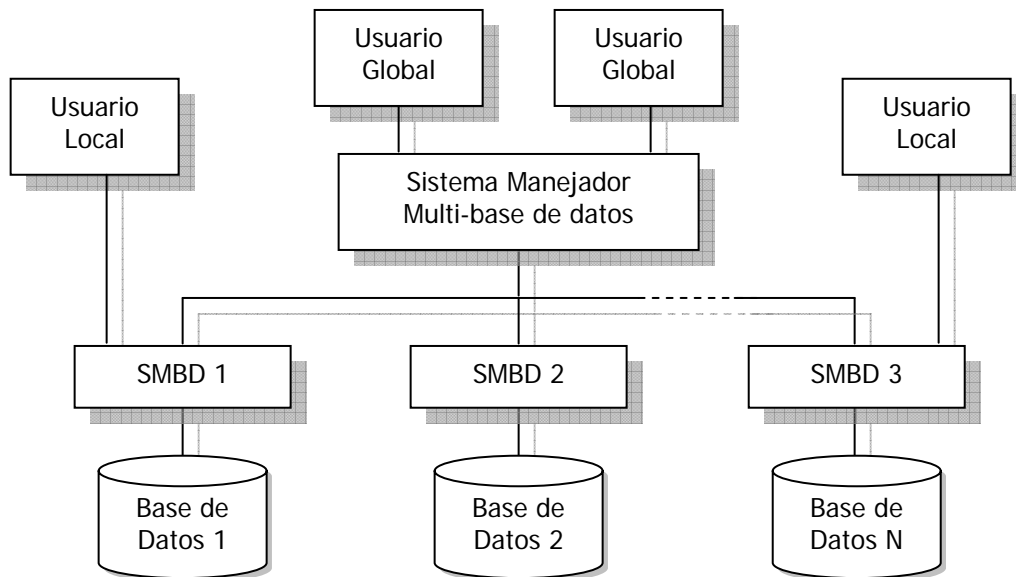 Usuario
Global
Usuario
Global
Usuario
Local
Usuario
Local
Sistema Manejador
Multi-base de datos
SMBD 1
SMBD 2
SMBD 3
Base de
Datos 1
Base de
Datos 2
Base de
Datos N